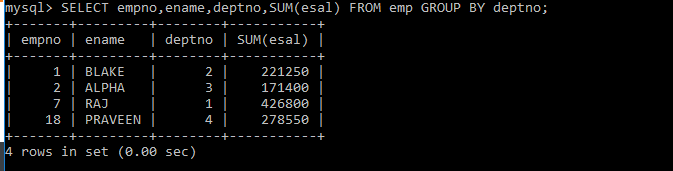 mysql> SELECT empno,ename,deptno,SUM(esal) FROM emp GROUP BY deptno;
+-------+---------+--------+-----------+
| empno | ename   | deptno | SUM(esal) |
+-------+---------+--------+-----------+
|     1 | BLAKE   |      2 |    221250 |
|     2 | ALPHA   |      3 |    171400 |
|     7 | RAJ     |      1 |    426800 |
|    18 | PRAVEEN |      4 |    278550 |
+-------+---------+--------+-----------+
4 rows in set (0.00 sec)